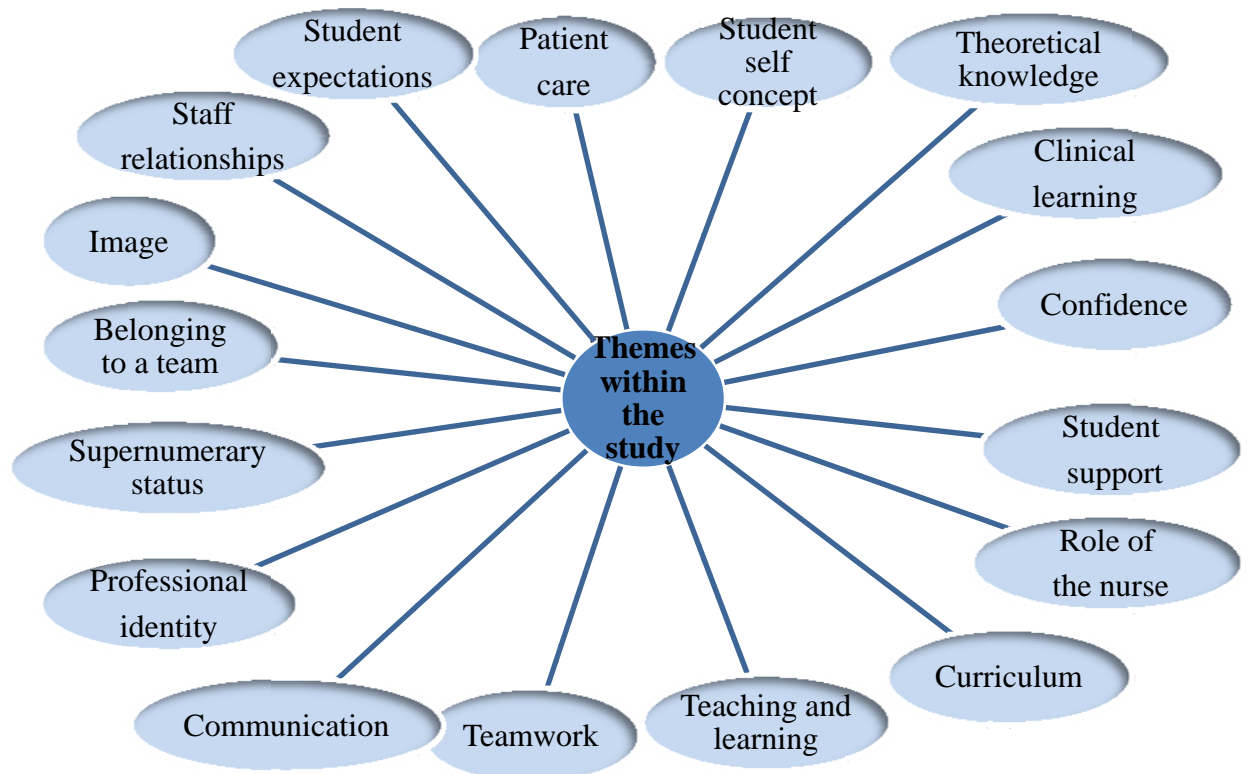 Student
expectations
Patient
care
Student
self
concept
Theoretical
knowledge
Staff
relationships
Clinical
learning
Image
Confidence
Belonging
to a team
Themes
within
the
study
Student
support
Supernumerary
status
Role of
the nurse
Professional
identity
Curriculum
Communication
Teamwork
Teaching and
learning